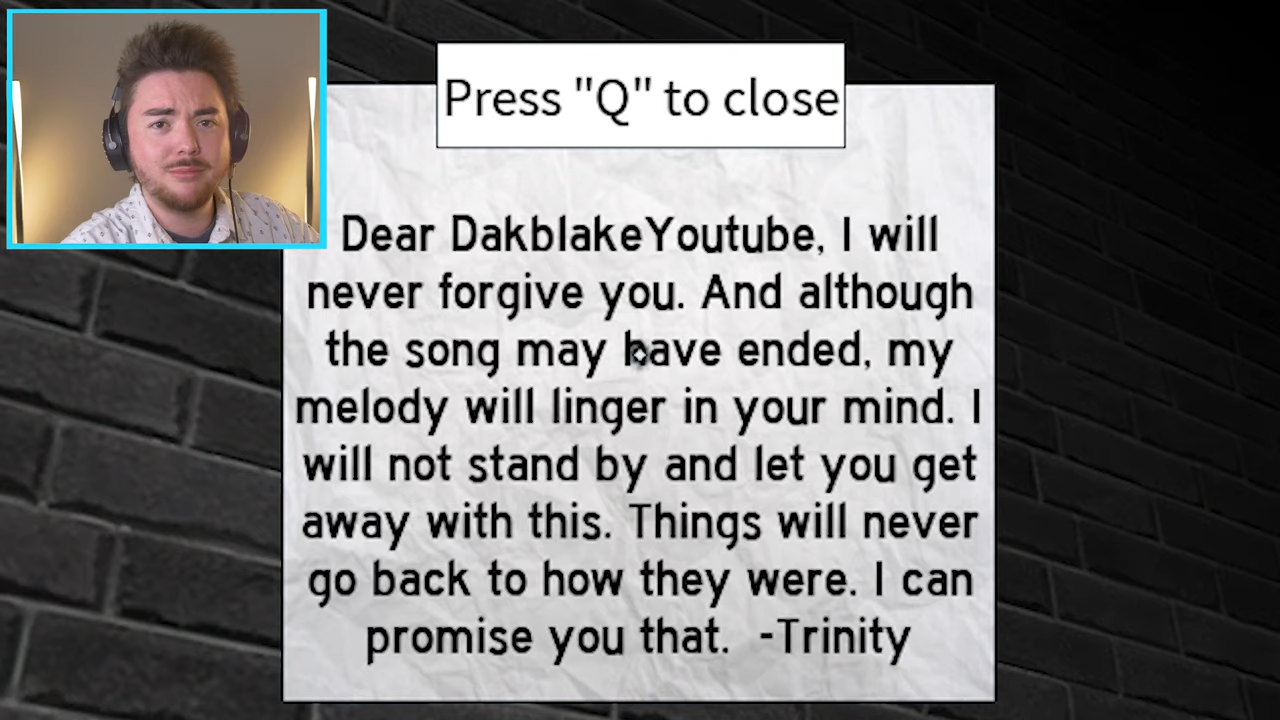 Press "Q" to close
Dear DakblakeYoutube, I will
never forgive you. And although
the song may have ended, my
melody will linger in your mind. I
will not stand by and let you get
away with this. Things will never
go back to how they were. I can
promise you that.  -Trinity